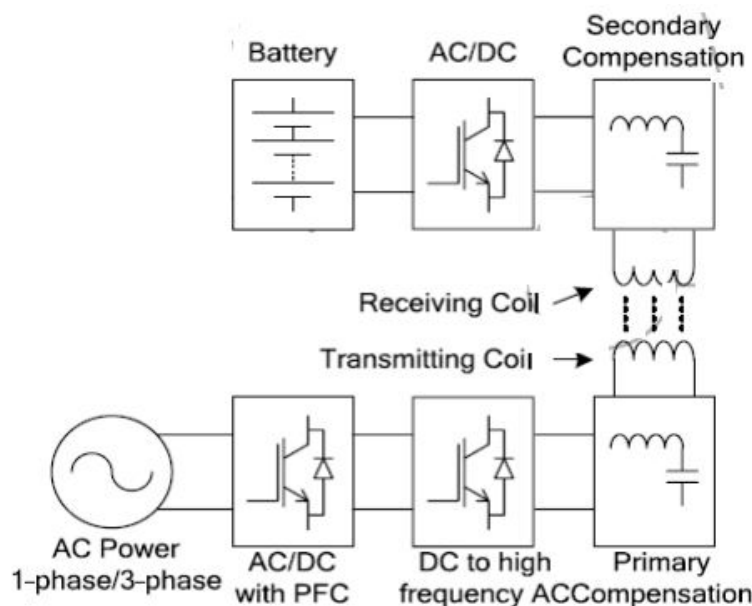 Battery
AC/DC
Secondary
Compensation
Receiving Coil
Transmitting Coil
AC Power
1-phase/3-phase
AC/DC
with PFC
DC to high
frequency AC
Primary
Compensation